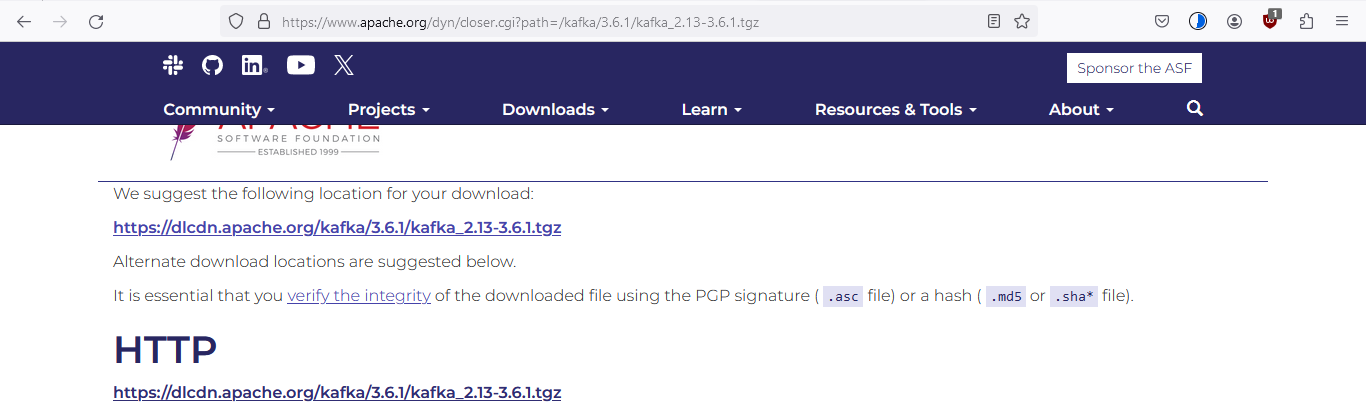 https://www.apache.org/dyn/closer.cgi?path=/kafka/3.6.1/kafka_2.13-3.6.1.tgz
1
Sponsor the ASF
Community Projects Downloads Learn Resources & Tools About
APACHE
SOFTWARE FOUNDATION
ESTABLISHED 1999
We suggest the following location for your download:
https://dlcdn.apache.org/kafka/3.6.1/kafka_2.13-3.6.1.tgz
Alternate download locations are suggested below.
It is essential that you verify the integrity of the downloaded file using the PGP signature ( .asc file) or a hash ( .md5 or .sha* file).
HTTP
https://dlcdn.apache.org/kafka/3.6.1/kafka_2.13-3.6.1.tgz